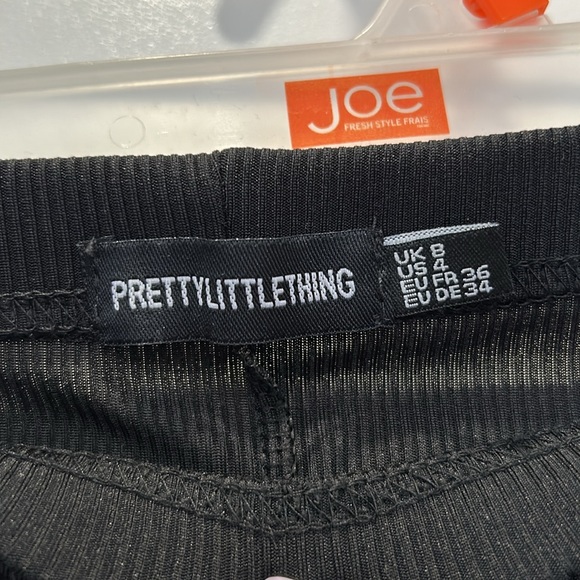 Joe
FRESH STYLE FRAIS
PRETTYLITTLETHING
UK 8
US 4
EU FR 36
EU DE 34